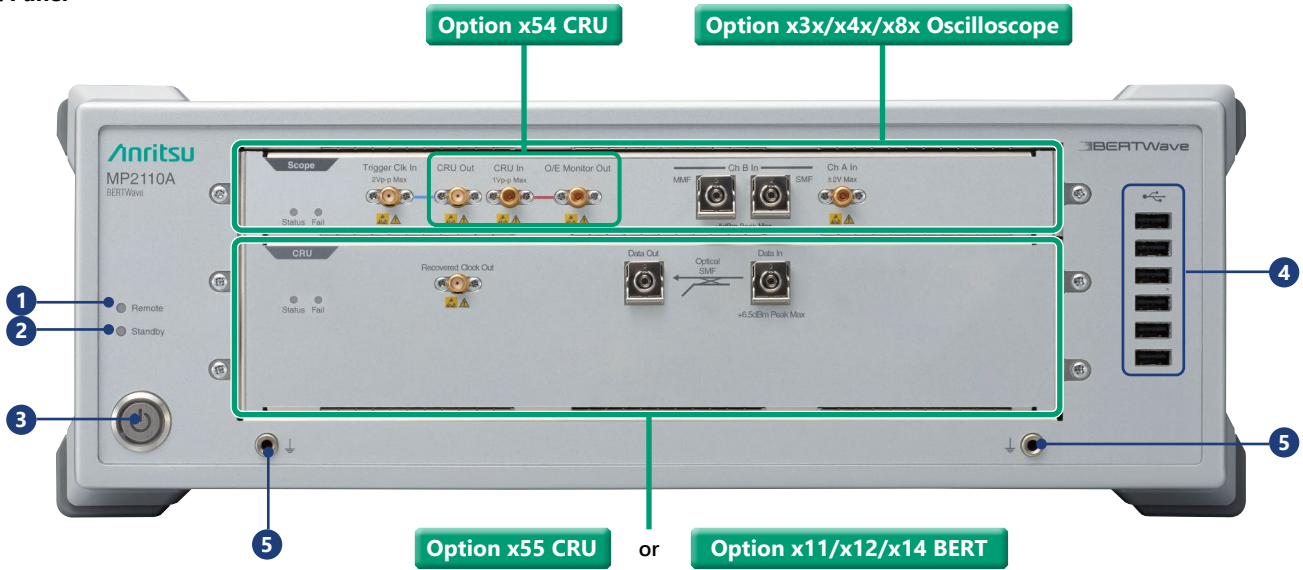 Option x54 CRU
Option x3x/x4x/x8x Oscilloscope
Anritsu
MP2110A
BERTWave
BERTWave
Scope
Trigger Clk In
2Vp-p Max
CRU Out
CRU In
1Vp-p Max
O/E Monitor Out
Ch B In
MMF
SMF
Ch A In
±2V Max
Status Fail
CRU
Recovered Clock Out
Data Out
Optical
SMF
Data In
+6.5dBm Peak Max
Status Fail
1
Remote
2
Standby
3
4
5
5
Option x55 CRU
or
Option x11/x12/x14 BERT